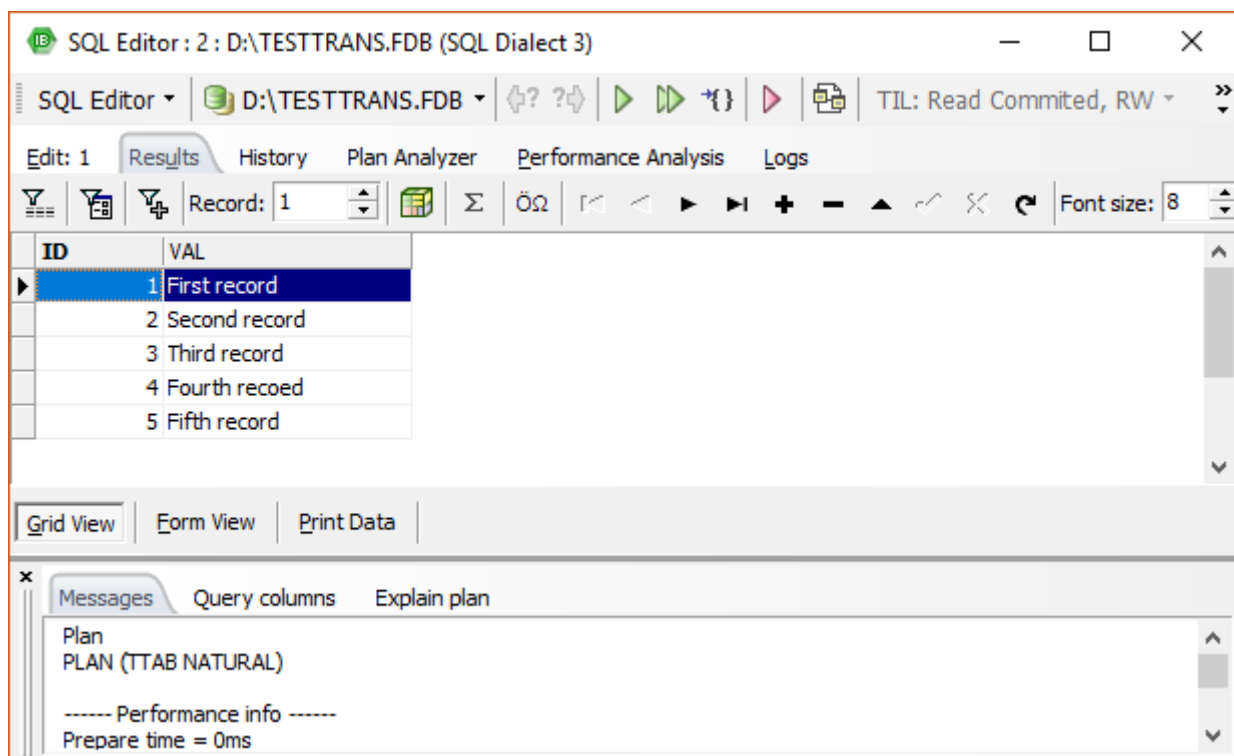 IB SQL Editor : 2 : D:\TESTTRANS.FDB (SQL Dialect 3)
SQL Editor D:\TESTTRANS.FDB ? ? TIL: Read Commited, RW
Edit: 1 Results History Plan Analyzer Performance Analysis Logs
Record: 1 Σ ÖΩ Font size: 8
ID VAL
1 First record
2 Second record
3 Third record
4 Fourth recoed
5 Fifth record
Grid View Form View Print Data
Messages Query columns Explain plan
Plan
PLAN (TTAB NATURAL)
------ Performance info ------
Prepare time = 0ms